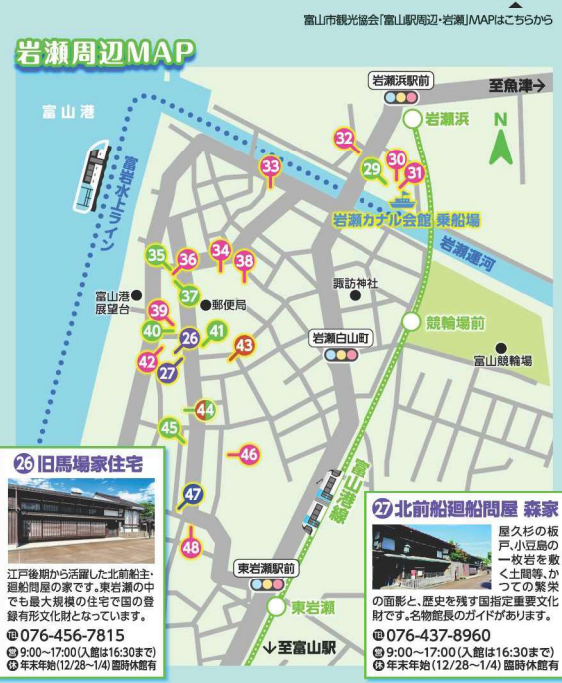 富山市観光協会「富山駅周辺・岩瀬」MAPはこちらから
岩瀬周辺MAP
岩瀬浜駅前
至魚津→
富山港
岩瀬浜
N
32
33
29
30
31
富岩水上ライン
岩瀬カナル会館 乗船場
岩瀬運河
35
36
34
38
37
富山港
展望台
郵便局
諏訪神社
39
40
26
41
競輪場前
岩瀬白山町
43
42
27
富山競輪場
44
45
46
富山港線
47
48
東岩瀬駅前
東岩瀬
↓至富山駅
26 旧馬場家住宅
江戸後期から活躍した北前船主・
廻船問屋の家です。東岩瀬の中
でも最大規模の住宅で国の登
録有形文化財となっています。
TEL 076-456-7815
営 9:00〜17:00(入館は16:30まで)
休 年末年始(12/28〜1/4)臨時休館有
27 北前船廻船問屋 森家
屋久杉の板
戸、小豆島の
一枚岩を敷
く土間等、か
つての繁栄
の面影と、歴史を残す国指定重要文化
財です。名物館長のガイドがあります。
TEL 076-437-8960
営 9:00〜17:00(入館は16:30まで)
休 年末年始(12/28〜1/4)臨時休館有